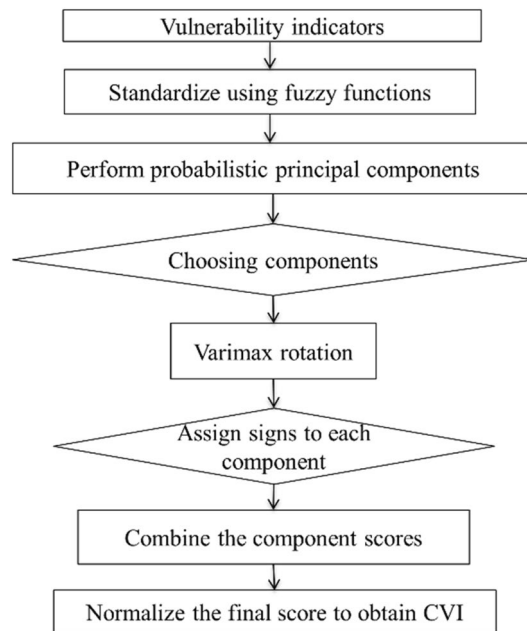 Vulnerability indicators
Standardize using fuzzy functions
Perform probabilistic principal components
Choosing components
Varimax rotation
Assign signs to each
component
Combine the component scores
Normalize the final score to obtain CVI